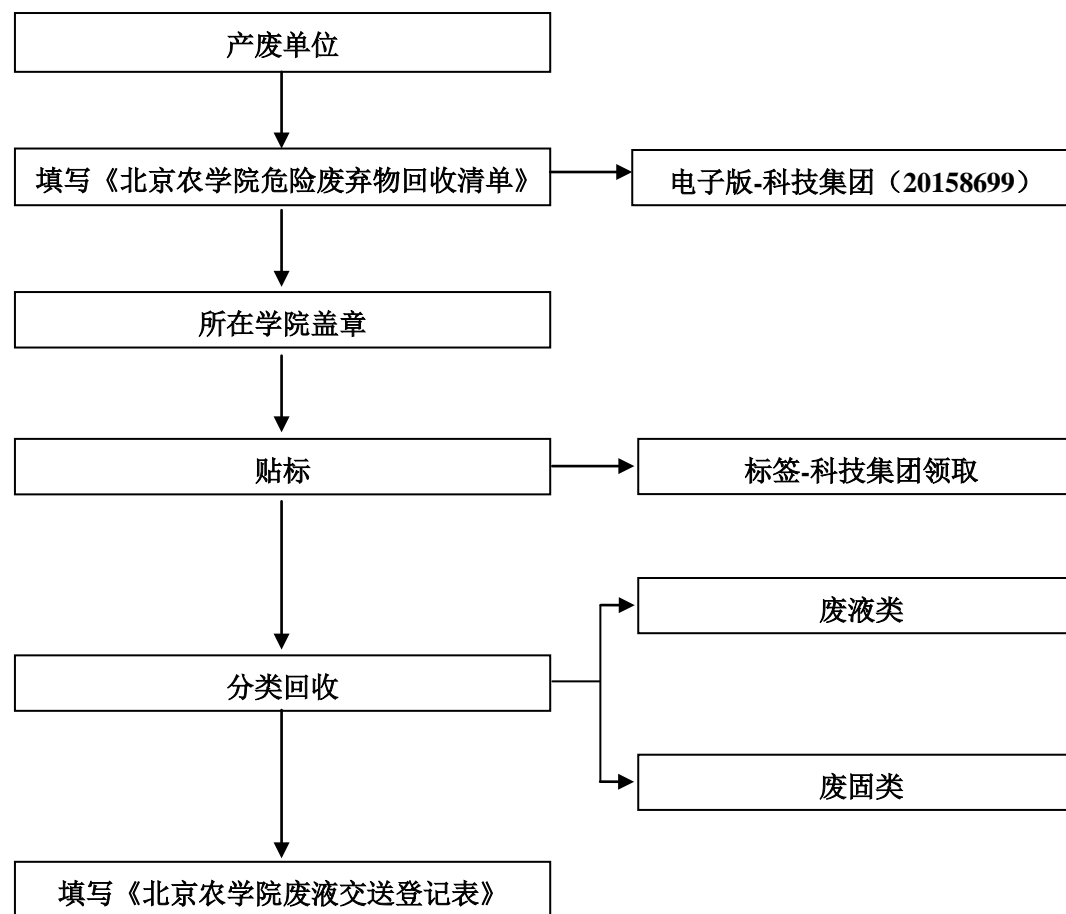 产废单位
填写《北京农学院危险废弃物回收清单》
电子版-科技集团（20158699）
所在学院盖章
贴标
标签-科技集团领取
废液类
分类回收
废固类
填写《北京农学院废液交送登记表》